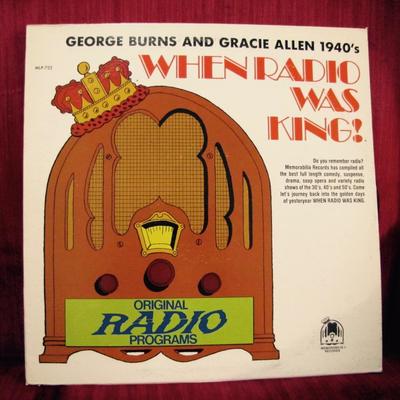 GEORGE BURNS AND GRACIE ALLEN 1940's
MLP-722
WHEN RADIO
WAS
KING!
Do you remember radio?
Memorabilia Records has compiled all
the best full length comedy, suspense,
drama, soap opera and variety radio
shows of the 30's, 40's and 50's. Come
let's journey back into the golden days
of yesteryear WHEN RADIO WAS KING.
ORIGINAL
RADIO
PROGRAMS
MEMORABILIA
RECORDS